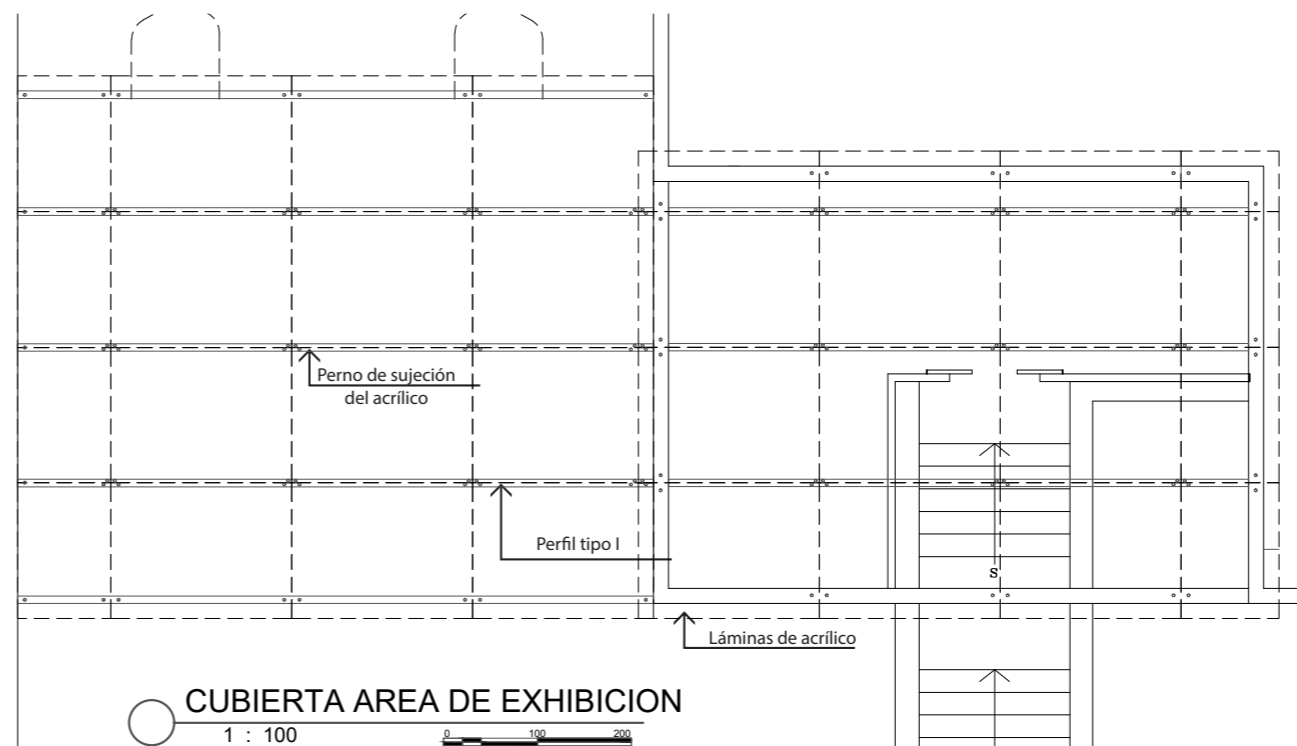 Perno de sujeción
del acrílico
Perfil tipo I
S
Láminas de acrílico
CUBIERTA AREA DE EXHIBICION
1 : 100
0 100 200